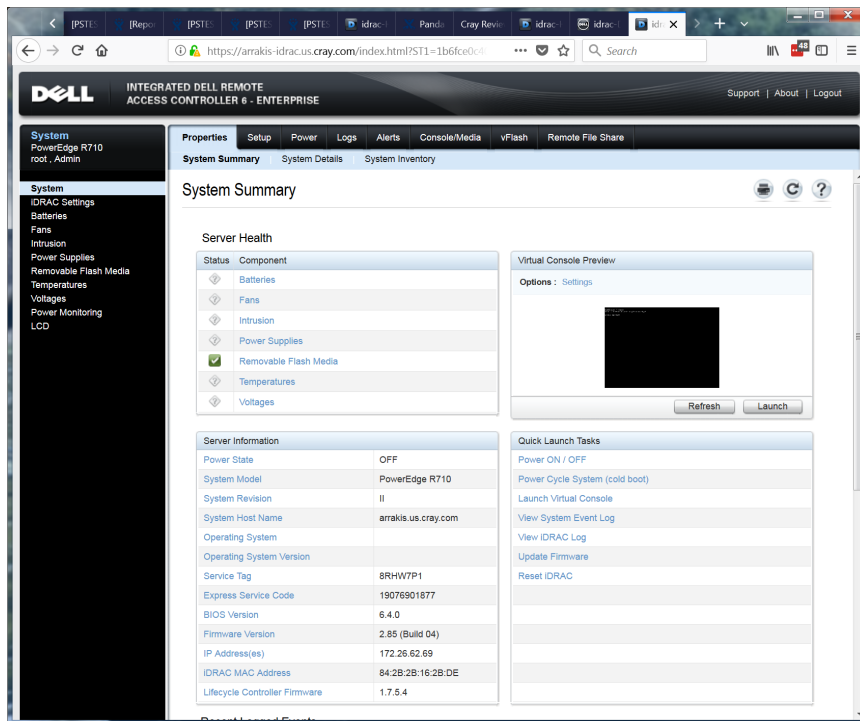 [PSTES
[Repor
[PSTES
[PSTES
[PSTE
idrac-l
Panda
Cray Revie
idrac-l
idrac-l
idra
https://arrakis-idrac.us.cray.com/index.html?ST1=1b6fce0c4
Search
48
DELL
INTEGRATED DELL REMOTE
ACCESS CONTROLLER 6 - ENTERPRISE
Support | About | Logout
System
PowerEdge R710
root , Admin
Properties Setup Power Logs Alerts Console/Media vFlash Remote File Share
System Summary System Details System Inventory
System
iDRAC Settings
Batteries
Fans
Intrusion
Power Supplies
Removable Flash Media
Temperatures
Voltages
Power Monitoring
LCD
System Summary
Server Health
Status Component
Batteries
Fans
Intrusion
Power Supplies
Removable Flash Media
Temperatures
Voltages
Virtual Console Preview
Options : Settings
Refresh Launch
Server Information
Power State OFF
System Model PowerEdge R710
System Revision II
System Host Name arrakis.us.cray.com
Operating System
Operating System Version
Service Tag 8RHW7P1
Express Service Code 19076901877
BIOS Version 6.4.0
Firmware Version 2.85 (Build 04)
IP Address(es) 172.26.62.69
iDRAC MAC Address 84:2B:2B:16:2B:DE
Lifecycle Controller Firmware 1.7.5.4
Quick Launch Tasks
Power ON / OFF
Power Cycle System (cold boot)
Launch Virtual Console
View System Event Log
View iDRAC Log
Update Firmware
Reset iDRAC
Recent Logged Events